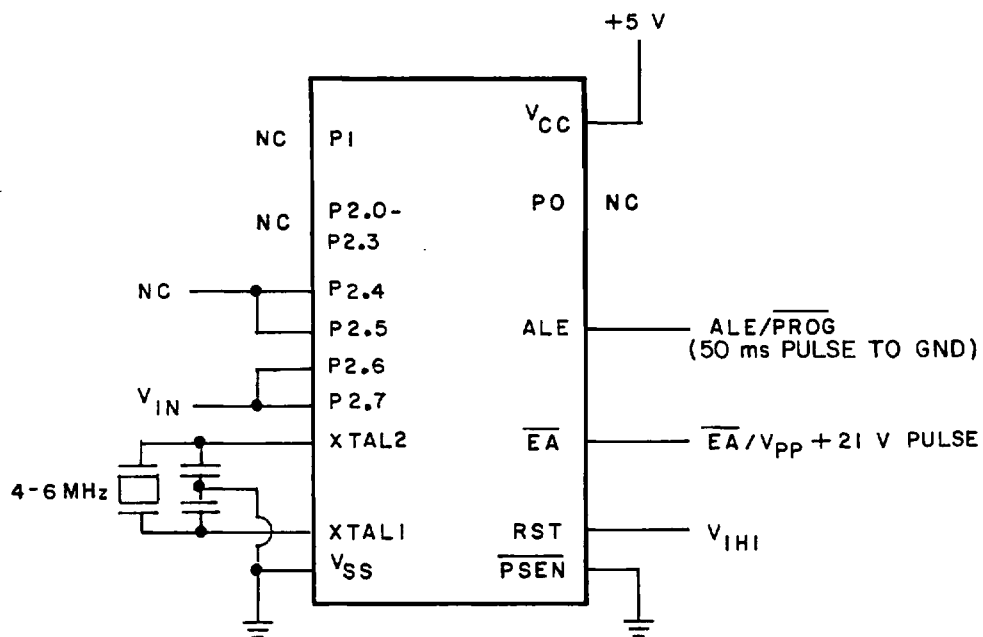 +5 V
VCC
NC P1
P0 NC
NC P2.0-
P2.3
NC P2.4
P2.5
ALE ALE/PROG
(50 ms PULSE TO GND)
P2.6
VIN P2.7
XTAL2
EA EA/VPP +21 V PULSE
4-6 MHz
XTAL1
RST VIH1
VSS
PSEN